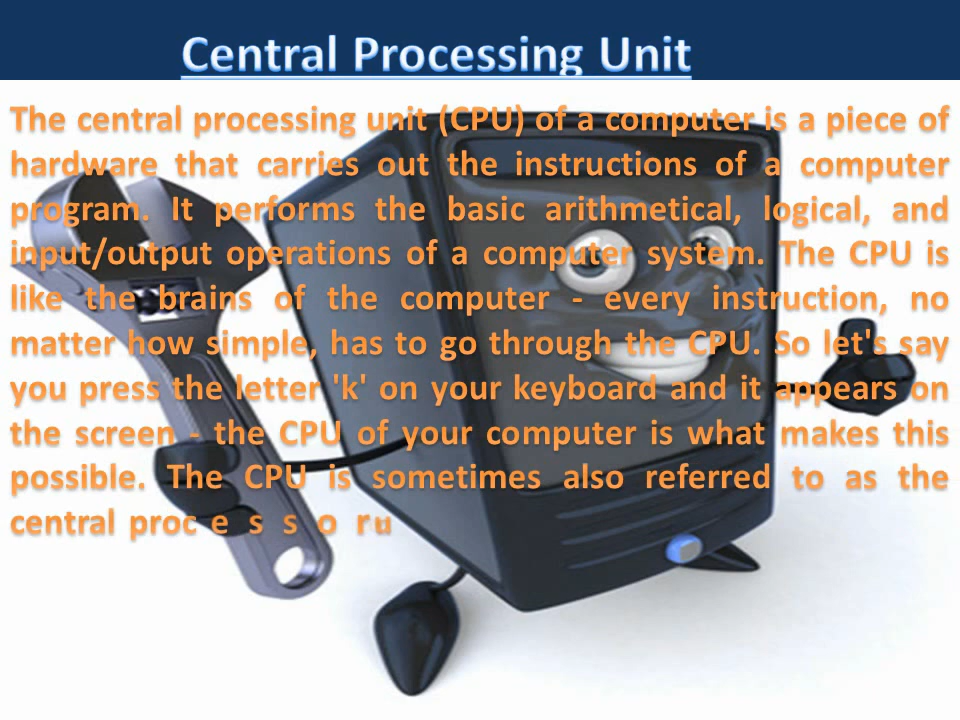 Central Processing Unit
The central processing unit (CPU) of a computer is a piece of
hardware that carries out the instructions of a computer
program. It performs the basic arithmetical, logical, and
input/output operations of a computer system. The CPU is
like the brains of the computer - every instruction, no
matter how simple, has to go through the CPU. So let's say
you press the letter 'k' on your keyboard and it appears on
the screen - the CPU of your computer is what makes this
possible. The CPU is sometimes also referred to as the
central proc e s s o ru